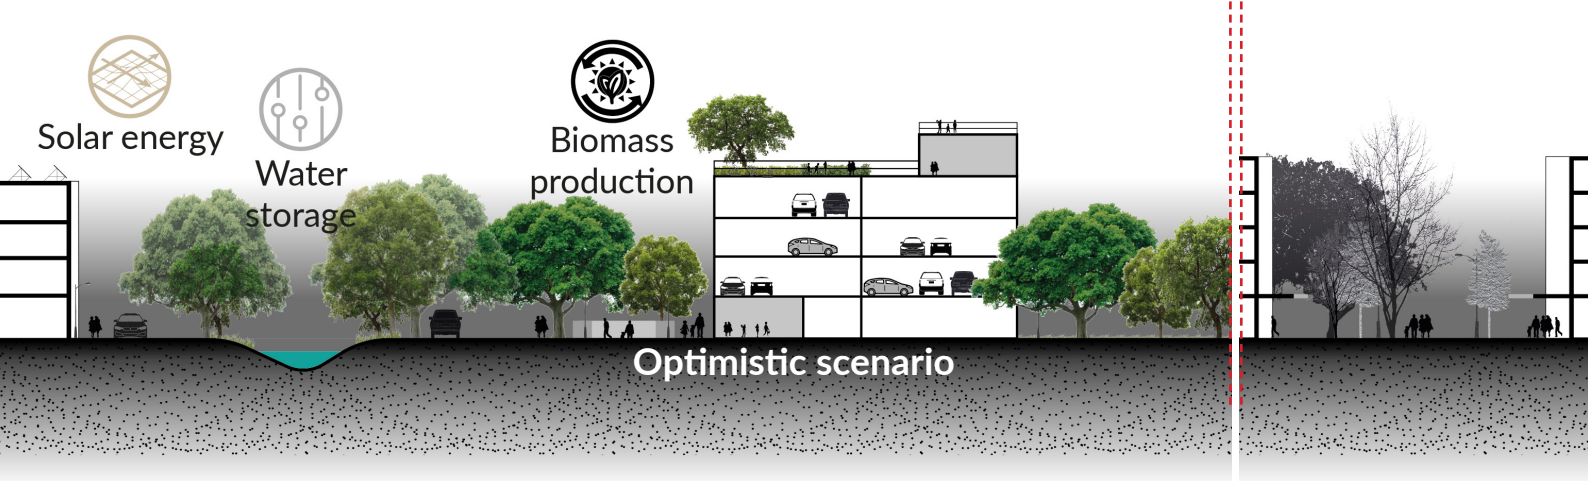 Solar energy
Water
storage
Biomass
production
Optimistic scenario